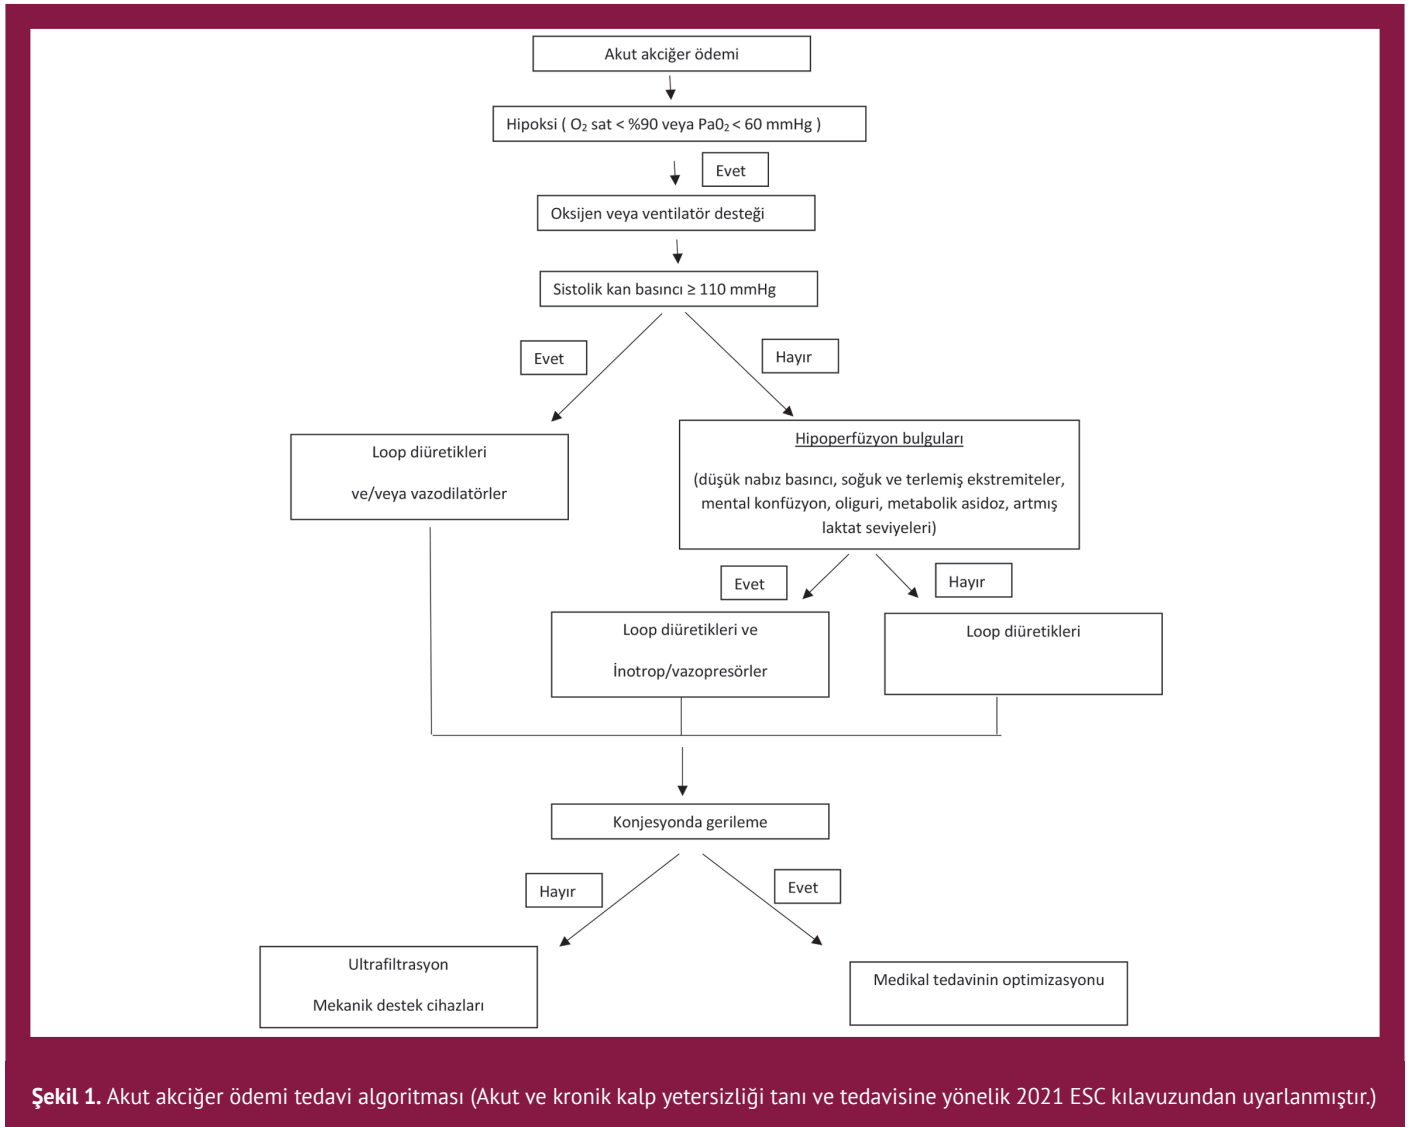 Akut akciğer ödemi
Hipoksi ( O₂ sat < %90 veya Pa0₂ < 60 mmHg )
Evet
Oksijen veya ventilatör desteği
Sistolik kan basıncı ≥ 110 mmHg
Evet
Hayır
Loop diüretikleri
ve/veya vazodilatörler
Hipoperfüzyon bulguları
(düşük nabız basıncı, soğuk ve terlemiş ekstremiteler,
mental konfüzyon, oliguri, metabolik asidoz, artmış
laktat seviyeleri)
Evet
Hayır
Loop diüretikleri ve
İnotrop/vazopresörler
Loop diüretikleri
Konjesyonda gerileme
Hayır
Evet
Ultrafiltrasyon
Mekanik destek cihazları
Medikal tedavinin optimizasyonu
Şekil 1. Akut akciğer ödemi tedavi algoritması (Akut ve kronik kalp yetersizliği tanı ve tedavisine yönelik 2021 ESC kılavuzundan uyarlanmıştır.)